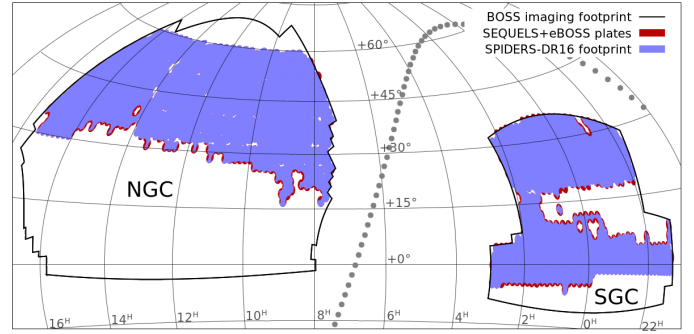 BOSS imaging footprint
SEQUELS+eBOSS plates
SPIDERS-DR16 footprint
+60°
+45°
+30°
+15°
+0°
NGC
SGC
16ᴴ 14ᴴ 12ᴴ 10ᴴ 8ᴴ 6ᴴ 4ᴴ 2ᴴ 0ᴴ 22ᴴ